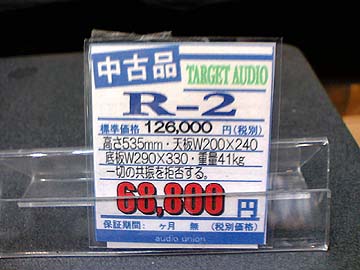 中古品
TARGET AUDIO
R-2
標準価格 126,000 円(税別)
高さ535mm・天板W200×240
底板W290×330・重量41kg
一切の共振を拒否する。
68,800 円
保証期間: ヶ月 無 (税別価格)
audio union